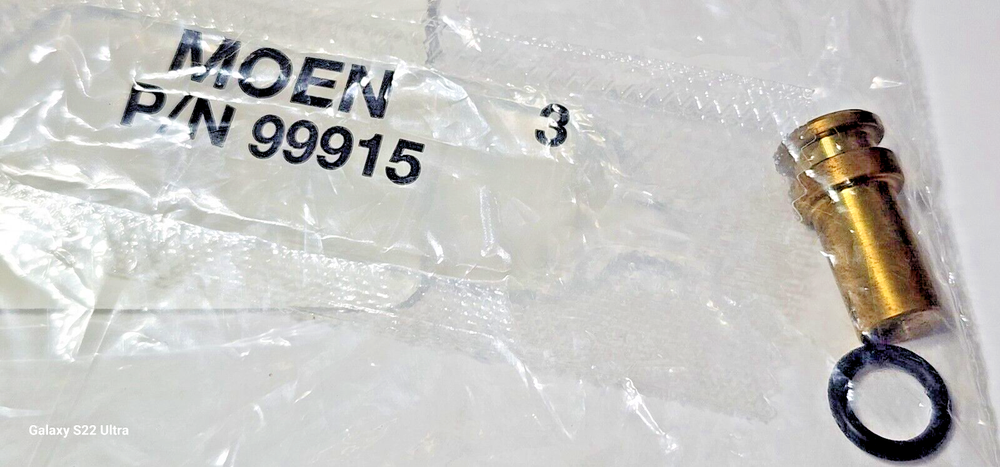 MOEN
P/N 99915
3
Galaxy S22 Ultra